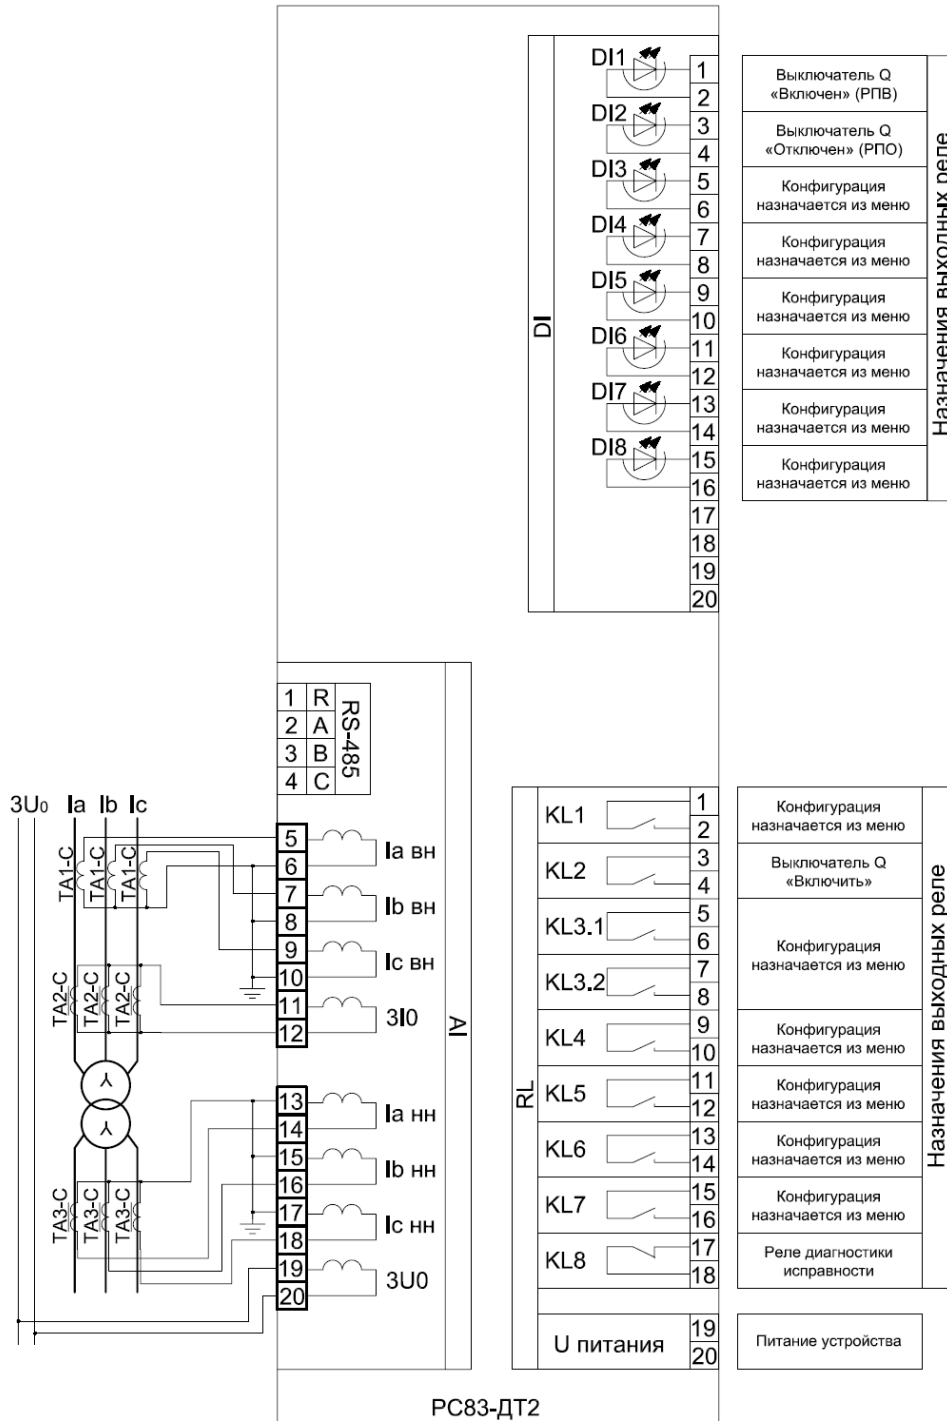 DI
DI1
1
2
DI2
3
4
DI3
5
6
DI4
7
8
DI5
9
10
DI6
11
12
DI7
13
14
DI8
15
16
17
18
19
20
Выключатель Q
«Включен» (РПВ)
Выключатель Q
«Отключен» (РПО)
Конфигурация
назначается из меню
Конфигурация
назначается из меню
Конфигурация
назначается из меню
Конфигурация
назначается из меню
Конфигурация
назначается из меню
Конфигурация
назначается из меню
Назначения выходных реле
1 R
2 A
3 B
4 C
RS-485
AI
3U0 Ia Ib Ic
TA1-C TA1-C TA1-C
TA2-C TA2-C TA2-C
TA3-C TA3-C TA3-C
5
6
Ia вн
7
8
Ib вн
9
10
Ic вн
11
12
3I0
13
14
Ia нн
15
16
Ib нн
17
18
Ic нн
19
20
3U0
RL
KL1
1
2
KL2
3
4
KL3.1
5
6
KL3.2
7
8
KL4
9
10
KL5
11
12
KL6
13
14
KL7
15
16
KL8
17
18
U питания
19
20
Конфигурация
назначается из меню
Выключатель Q
«Включить»
Конфигурация
назначается из меню
Конфигурация
назначается из меню
Конфигурация
назначается из меню
Конфигурация
назначается из меню
Конфигурация
назначается из меню
Реле диагностики
исправности
Питание устройства
Назначения выходных реле
РС83-ДТ2